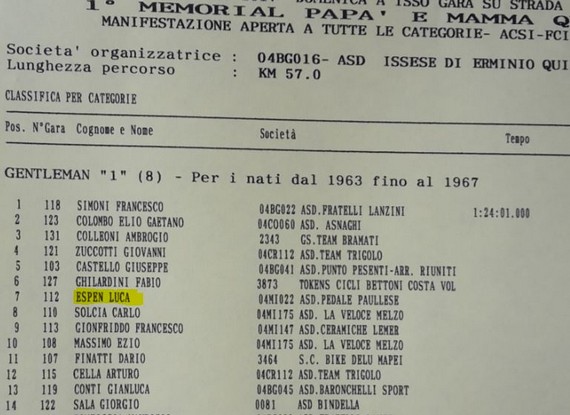 DOMENICA A ISSO GARA SU STRADA
1° MEMORIAL PAPA' E MAMMA Q
MANIFESTAZIONE APERTA A TUTTE LE CATEGORIE- ACSI-FCI
Societa' organizzatrice : 04BG016- ASD ISSESE DI ERMINIO QUI
Lunghezza percorso : KM 57.0
CLASSIFICA PER CATEGORIE
Pos. N°Gara Cognome e Nome Società Tempo
GENTLEMAN "1" (8) - Per i nati dal 1963 fino al 1967
1 118 SIMONI FRANCESCO 04BG022 ASD.FRATELLI LANZINI 1:24:01.000
2 123 COLOMBO ELIO GAETANO 04CO060 ASD. ASNAGHI
3 131 COLLEONI AMBROGIO 2343 GS.TEAM BRAMATI
4 121 ZUCCOTTI GIOVANNI 04CR112 ASD.TEAM TRIGOLO
5 103 CASTELLO GIUSEPPE 04BG041 ASD.PUNTO PESENTI-ARR. RIUNITI
6 127 GHILARDINI FABIO 3873 TOKENS CICLI BETTONI COSTA VOL
7 112 ESPEN LUCA 04MI022 ASD.PEDALE PAULLESE
8 110 SOLCIA CARLO 04MI175 ASD. LA VELOCE MELZO
9 113 GIONFRIDDO FRANCESCO 04MI147 ASD.CERAMICHE LEMER
10 108 MASSIMO EZIO 04MI175 ASD. LA VELOCE MELZO
11 107 FINATTI DARIO 3464 S.C. BIKE DELU MAPEI
12 115 CELLA ARTURO 04CR112 ASD.TEAM TRIGOLO
13 119 CONTI GIANLUCA 04BG045 ASD.BARONCHELLI SPORT
14 122 SALA GIORGIO 0081 ASD BINDELLA